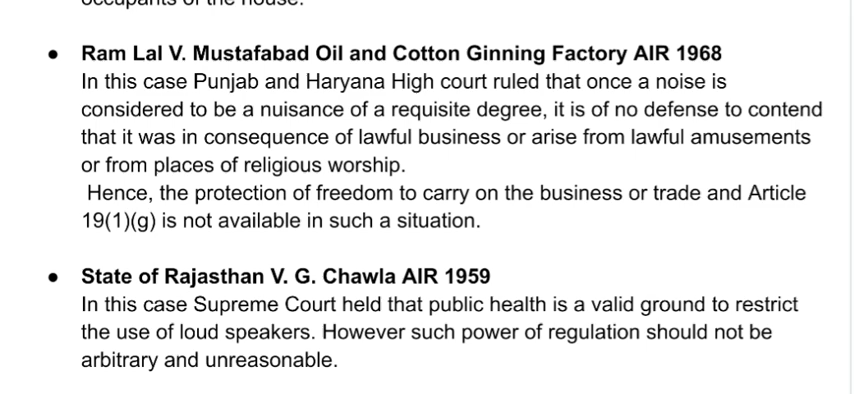 occupants of the house.
● Ram Lal V. Mustafabad Oil and Cotton Ginning Factory AIR 1968
In this case Punjab and Haryana High court ruled that once a noise is
considered to be a nuisance of a requisite degree, it is of no defense to contend
that it was in consequence of lawful business or arise from lawful amusements
or from places of religious worship.
Hence, the protection of freedom to carry on the business or trade and Article
19(1)(g) is not available in such a situation.
● State of Rajasthan V. G. Chawla AIR 1959
In this case Supreme Court held that public health is a valid ground to restrict
the use of loud speakers. However such power of regulation should not be
arbitrary and unreasonable.